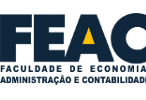 FEAC
FACULDADE DE ECONOMIA
ADMINISTRAÇÃO E CONTABILIDADE